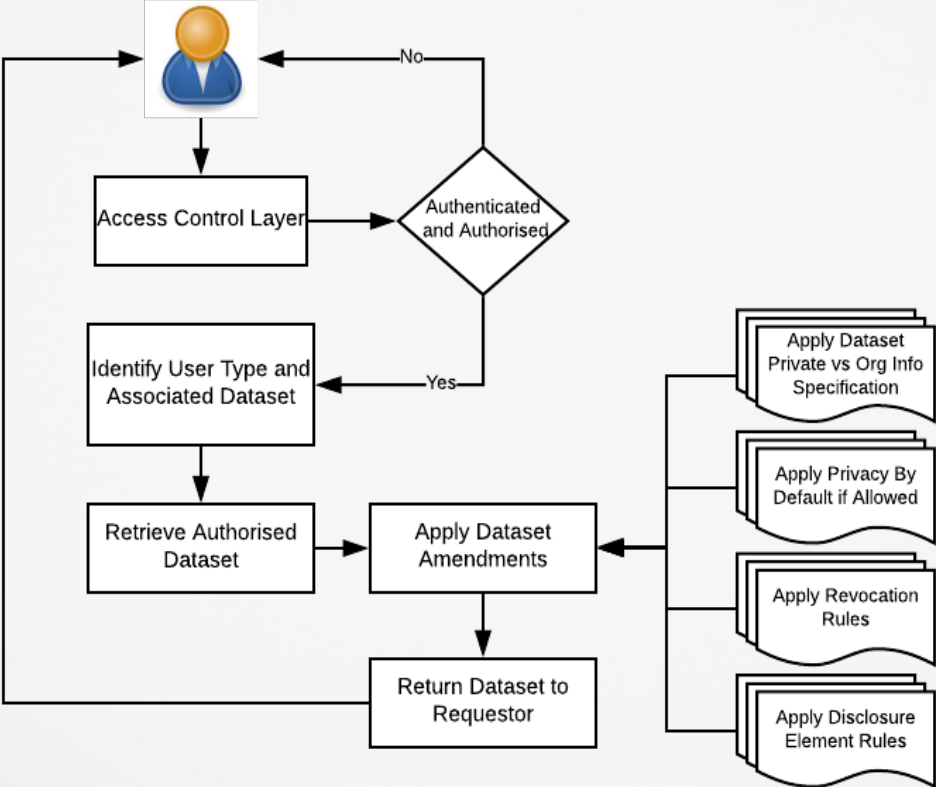 No
Access Control Layer
Authenticated
and Authorised
Identify User Type and
Associated Dataset
Yes
Retrieve Authorised
Dataset
Apply Dataset
Amendments
Return Dataset to
Requestor
Apply Dataset
Private vs Org Info
Specification
Apply Privacy By
Default if Allowed
Apply Revocation
Rules
Apply Disclosure
Element Rules